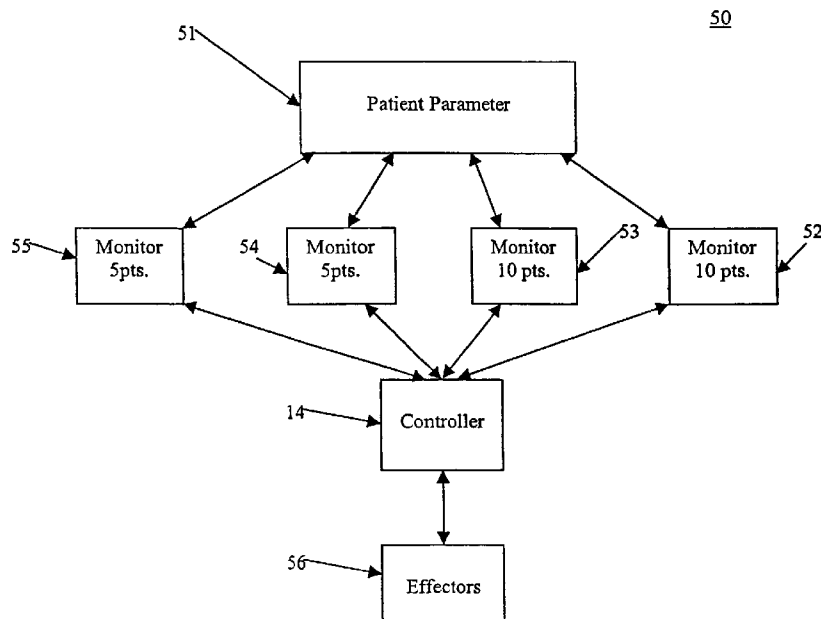 50
51
Patient Parameter
55
Monitor
5pts.
54
Monitor
5pts.
Monitor
10 pts.
53
Monitor
10 pts.
52
14
Controller
56
Effectors